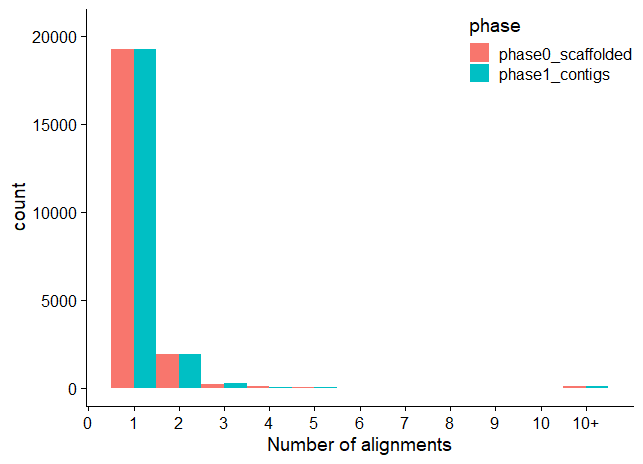 phase
phase0_scaffolded
phase1_contigs
20000
15000
10000
5000
0
count
0 1 2 3 4 5 6 7 8 9 10 10+
Number of alignments